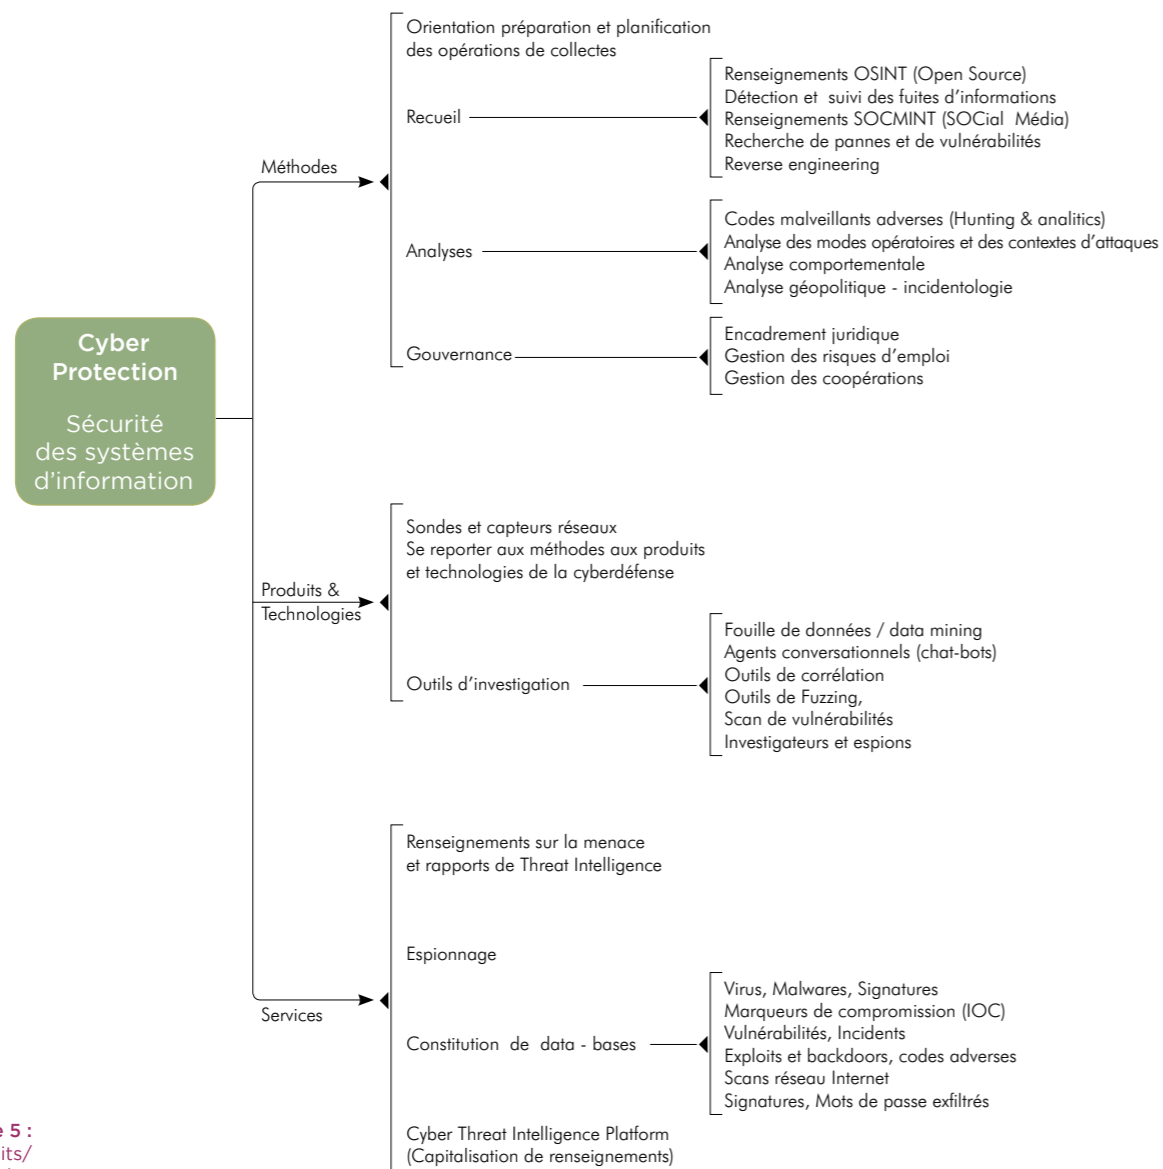 Cyber
Protection
Sécurité
des systèmes
d'information
Méthodes
Orientation préparation et planification
des opérations de collectes
Recueil
Renseignements OSINT (Open Source)
Détection et suivi des fuites d'informations
Renseignements SOCMINT (SOCial Média)
Recherche de pannes et de vulnérabilités
Reverse engineering
Analyses
Codes malveillants adverses (Hunting & analitics)
Analyse des modes opératoires et des contextes d'attaques
Analyse comportementale
Analyse géopolitique - incidentologie
Gouvernance
Encadrement juridique
Gestion des risques d'emploi
Gestion des coopérations
Produits &
Technologies
Sondes et capteurs réseaux
Se reporter aux méthodes aux produits
et technologies de la cyberdéfense
Outils d'investigation
Fouille de données / data mining
Agents conversationnels (chat-bots)
Outils de corrélation
Outils de Fuzzing,
Scan de vulnérabilités
Investigateurs et espions
Services
Renseignements sur la menace
et rapports de Threat Intelligence
Espionnage
Constitution de data - bases
Virus, Malwares, Signatures
Marqueurs de compromission (IOC)
Vulnérabilités, Incidents
Exploits et backdoors, codes adverses
Scans réseau Internet
Signatures, Mots de passe exfiltrés
Cyber Threat Intelligence Platform
(Capitalisation de renseignements)
5 :